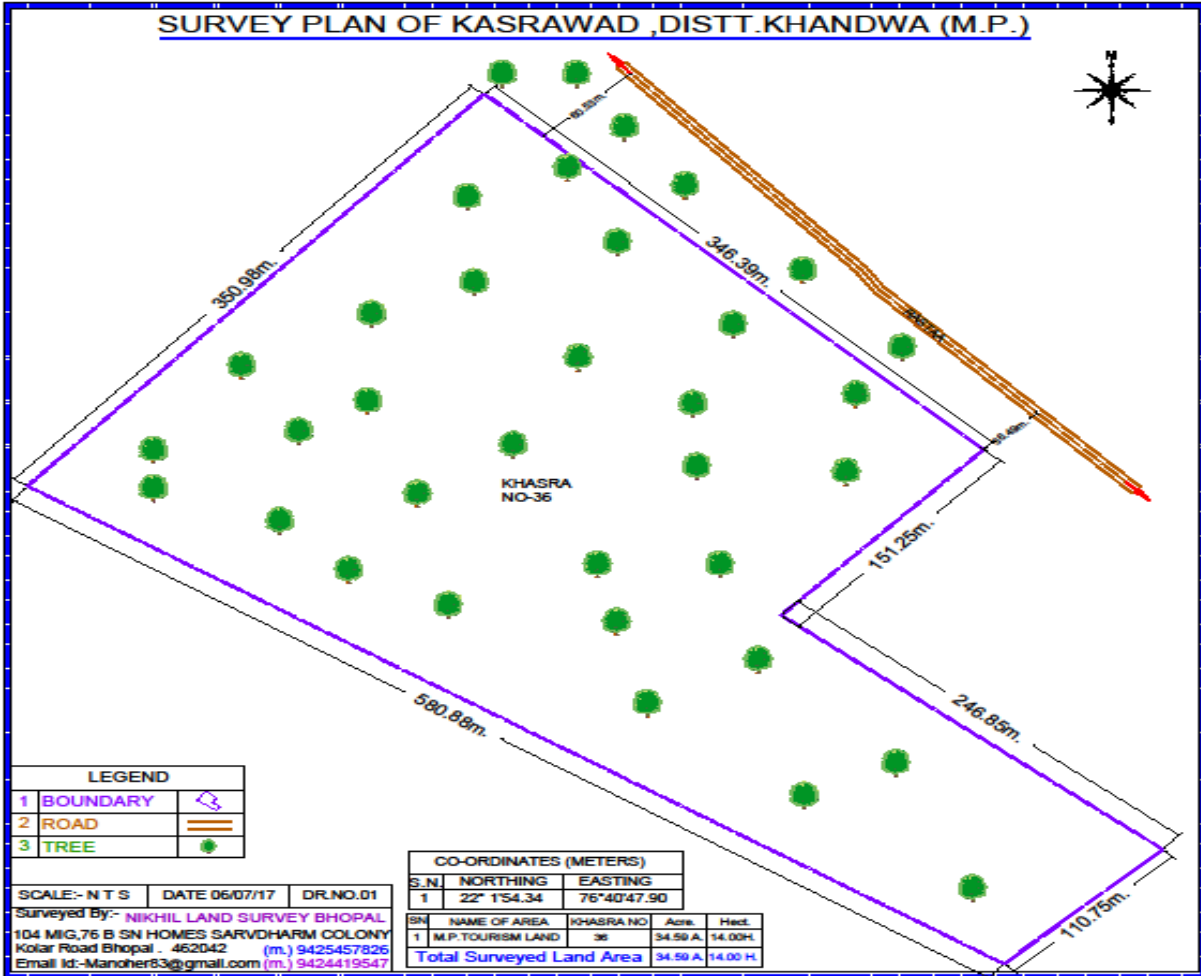 SURVEY PLAN OF KASRAWAD ,DISTT.KHANDWA (M.P.)
N
60.53m.
346.39m.
350.98m.
RASTAA
56.49m.
KHASRA
NO-36
151.25m.
580.88m.
246.85m.
110.75m.
LEGEND
1 BOUNDARY
2 ROAD
3 TREE
SCALE:- N T S DATE 06/07/17 DR.NO.01
Surveyed By:- NIKHIL LAND SURVEY BHOPAL
104 MIG,76 B SN HOMES SARVDHARM COLONY
Kolar Road Bhopal . 462042 (m.) 9425457826
Email Id:-Manoher83@gmail.com (m.) 9424419547
CO-ORDINATES (METERS)
S.N. NORTHING EASTING
1 22° 1'54.34 76°40'47.90
SN NAME OF AREA KHASRA NO Acre. Hect.
1 M.P.TOURISM LAND 36 34.59 A. 14.00H.
Total Surveyed Land Area 34.59 A. 14.00 H.